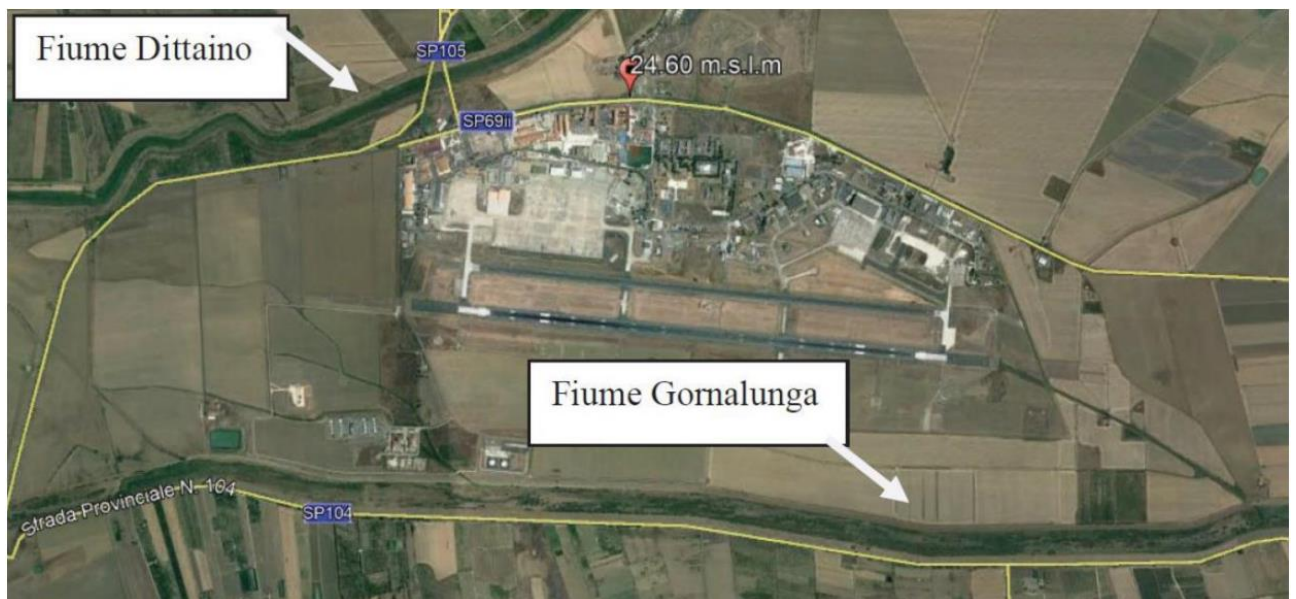 Fiume Dittaino
SP105
24.60 m.s.l.m
SP69ii
Fiume Gornalunga
Strada Provinciale N. 104
SP104